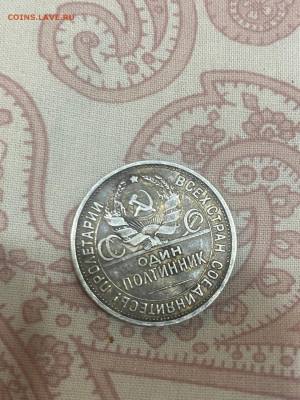 COINS.LAVE.RU
ПРОЛЕТАРИИ ВСЕХ СТРАН СОЕДИНЯЙТЕСЬ!
С С
С Р
ОДИН
ПОЛТИННИК